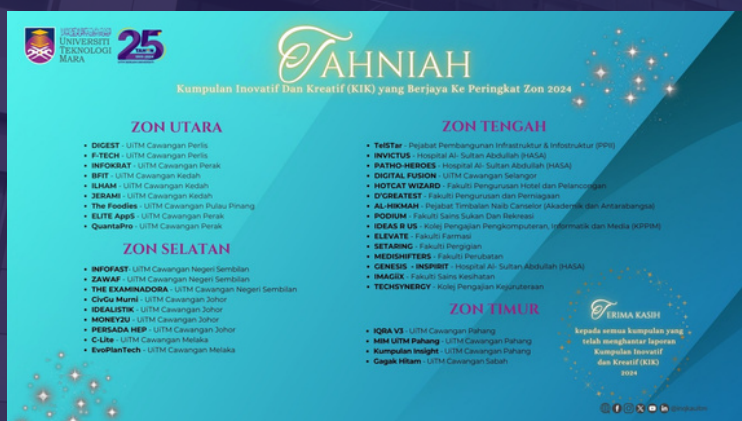 UNIVERSITI
TEKNOLOGI
MARA
25
TAHNIAH
Kumpulan Inovatif Dan Kreatif (KIK) yang Berjaya Ke Peringkat Zon 2024
ZON UTARA
• DIGEST - UiTM Cawangan Perlis
• F-TECH - UiTM Cawangan Perlis
• INFOKRAT - UiTM Cawangan Perak
• BFIT - UiTM Cawangan Kedah
• ILHAM - UiTM Cawangan Kedah
• JERAMI - UiTM Cawangan Kedah
• The Foodies - UiTM Cawangan Pulau Pinang
• ELITE AppS - UiTM Cawangan Perak
• QuantaPro - UiTM Cawangan Perak
ZON SELATAN
• INFOFAST- UiTM Cawangan Negeri Sembilan
• ZAWAF - UiTM Cawangan Negeri Sembilan
• THE EXAMINADORA - UiTM Cawangan Negeri Sembilan
• CivGu Murni - UiTM Cawangan Johor
• IDEALISTIK - UiTM Cawangan Johor
• MONEY2U - UiTM Cawangan Johor
• PERSADA HEP - UiTM Cawangan Johor
• C-Lite - UiTM Cawangan Melaka
• EvoPlanTech - UiTM Cawangan Melaka
ZON TENGAH
• TelSTar - Pejabat Pembangunan Infrastruktur & Infostruktur (PPII)
• INVICTUS - Hospital Al- Sultan Abdullah (HASA)
• PATHO-HEROES - Hospital Al- Sultan Abdullah (HASA)
• DIGITAL FUSION - UiTM Cawangan Selangor
• HOTCAT WIZARD - Fakulti Pengurusan Hotel dan Pelancongan
• D'GREATEST - Fakulti Pengurusan dan Perniagaan
• AL-HIKMAH - Pejabat Timbalan Naib Canselor (Akademik dan Antarabangsa)
• PODIUM - Fakulti Sains Sukan Dan Rekreasi
• IDEAS R US - Kolej Pengajian Pengkomputeran, Informatik dan Media (KPPIM)
• ELEVATE - Fakulti Farmasi
• SETARING - Fakulti Pergigian
• MEDISHIFTERS - Fakulti Perubatan
• GENESIS - INSPIRIT - Hospital Al- Sultan Abdullah (HASA)
• IMAGiiX - Fakulti Sains Kesihatan
• TECHSYNERGY - Kolej Pengajian Kejuruteraan
ZON TIMUR
• IQRA V3 - UiTM Cawangan Pahang
• MIM UiTM Pahang - UiTM Cawangan Pahang
• Kumpulan Insight - UiTM Cawangan Pahang
• Gagak Hitam - UiTM Cawangan Sabah
TERIMA KASIH
kepada semua kumpulan yang
telah menghantar laporan
Kumpulan Inovatif
dan Kreatif (KIK)
2024